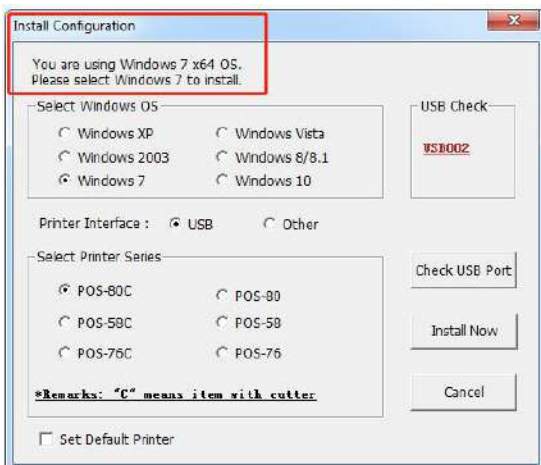 Install Configuration
You are using Windows 7 x64 OS.
Please select Windows 7 to install.
Select Windows OS
USB Check
Windows XP
Windows Vista
Windows 2003
Windows 8/8.1
Windows 7
Windows 10
USB002
Printer Interface :
USB
Other
Select Printer Series
POS-80C
POS-80
POS-58C
POS-58
POS-76C
POS-76
*Remarks: "C" means item with cutter
Check USB Port
Install Now
Cancel
Set Default Printer